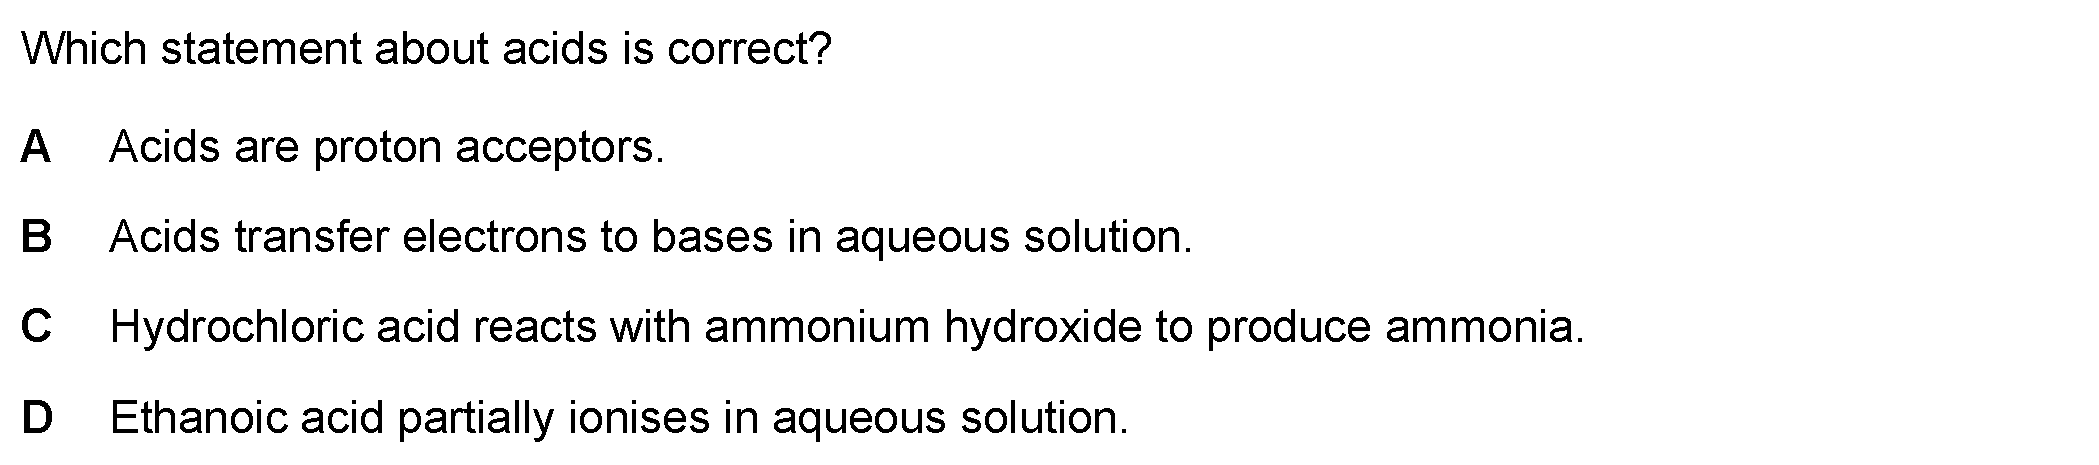 Which statement about acids is correct?
A Acids are proton acceptors.
B Acids transfer electrons to bases in aqueous solution.
C Hydrochloric acid reacts with ammonium hydroxide to produce ammonia.
D Ethanoic acid partially ionises in aqueous solution.